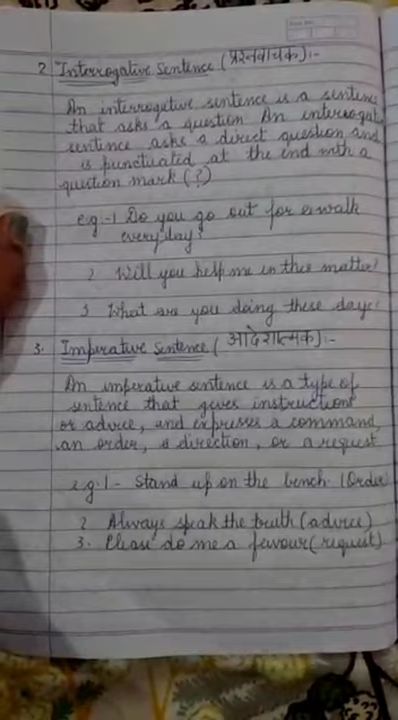 2 Interrogative Sentence (प्रश्नवाचक) :-
An interrogative sentence is a sentence
that asks a question An interrogat
sentence asks a direct question and
is punctuated at the end with a
question mark (?)
e.g:-1 Do you go out for a walk
everyday?
2 Will you help me in this matter?
3 What are you doing these days?
3. Imperative Sentence (आदेशात्मक) :-
An imperative sentence is a type of
sentence that gives instructions
or advice, and expresses a command,
an order, a direction, or a request
e.g. 1- Stand up on the bench. (Order)
2 Always speak the truth (advice)
3. Please do me a favour (request)